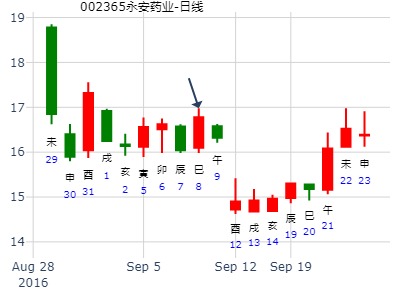 002365永安药业-日线
19
18
17
16
15
14
未
29
申
30
酉
31
戌
1
亥
2
寅
5
卯
6
辰
7
巳
8
午
9
酉
12
戌
13
亥
14
辰
19
巳
20
午
21
未
22
申
23
Aug 28
2016
Sep 5
Sep 12
Sep 19